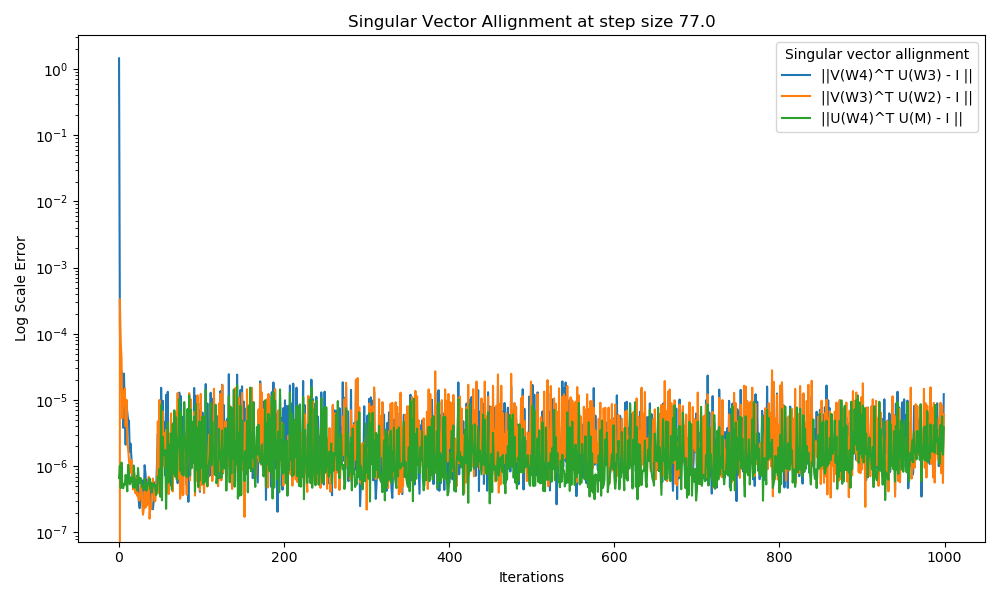 Singular Vector Allignment at step size 77.0
Singular vector allignment
||V(W4)^T U(W3) - I ||
||V(W3)^T U(W2) - I ||
||U(W4)^T U(M) - I ||
Log Scale Error
10^0
10^-1
10^-2
10^-3
10^-4
10^-5
10^-6
10^-7
0 200 400 600 800 1000
Iterations